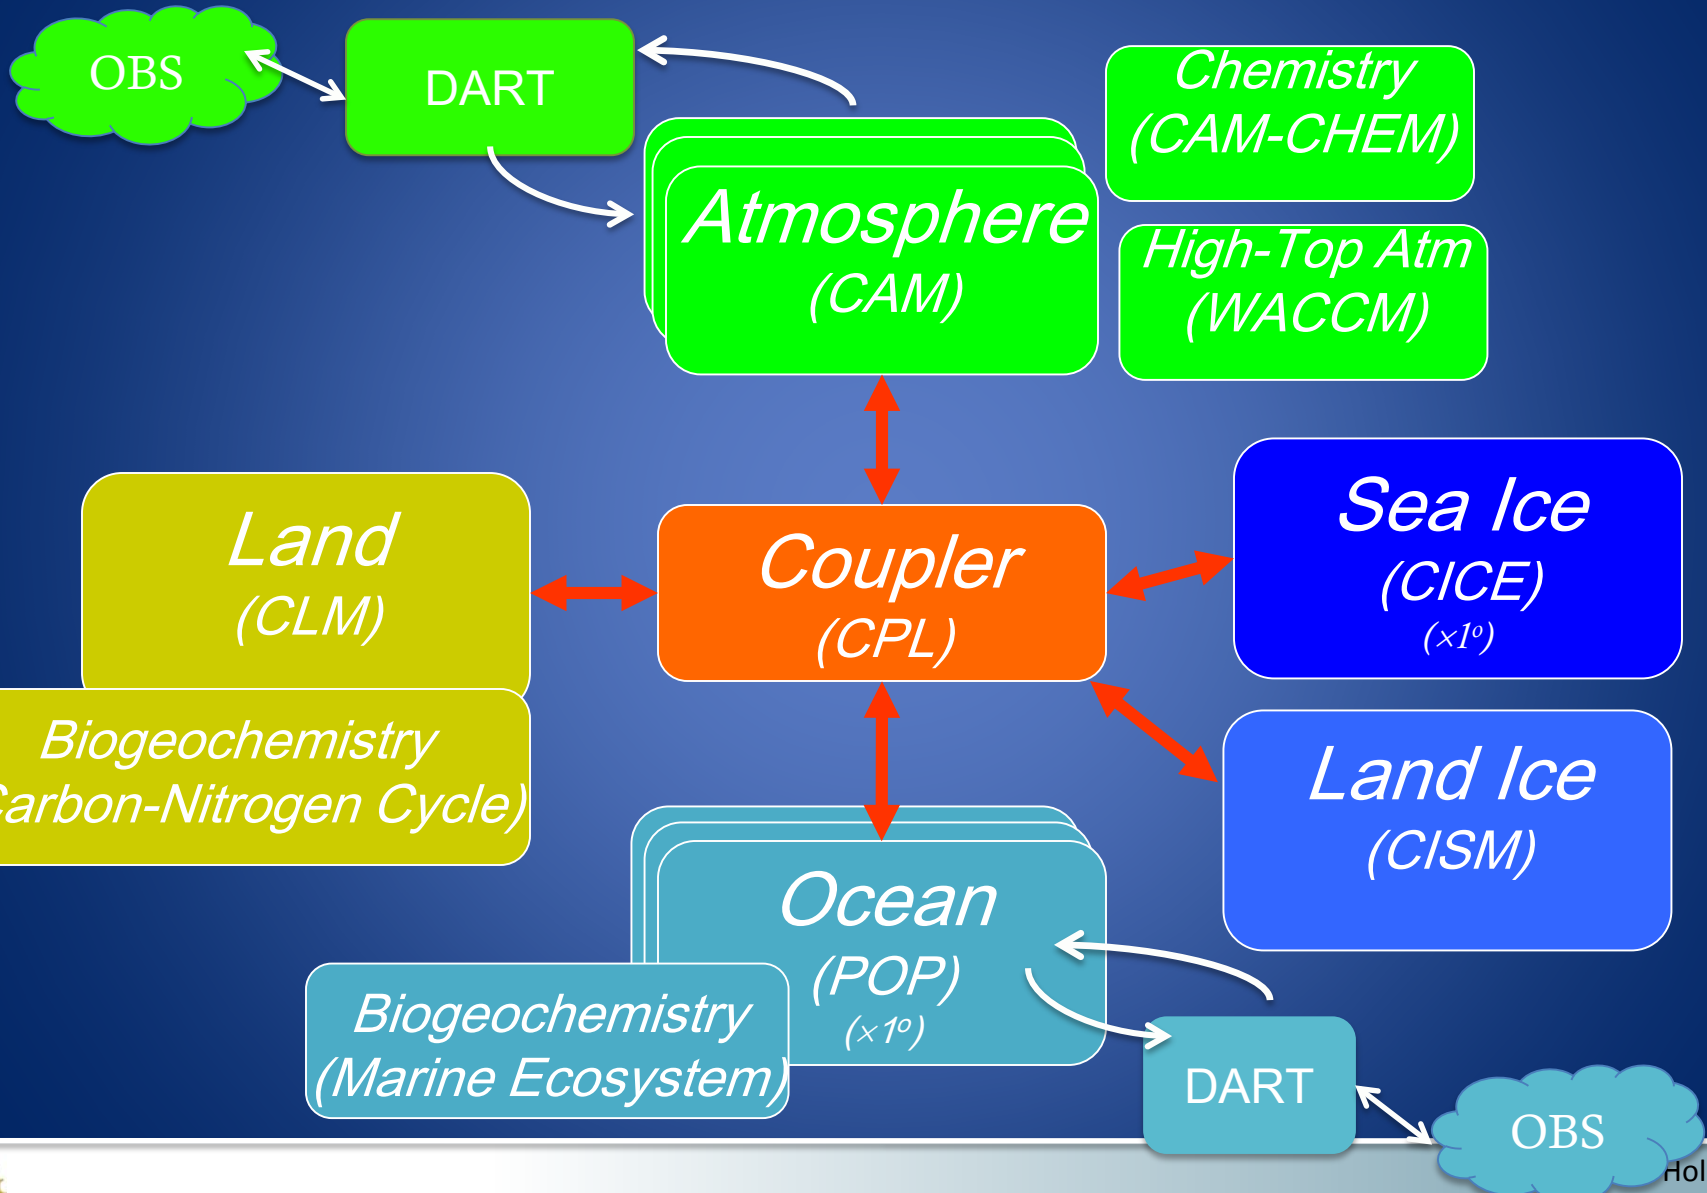 OBS
DART
Chemistry
(CAM-CHEM)
Atmosphere
(CAM)
High-Top Atm
(WACCM)
Land
(CLM)
Coupler
(CPL)
Sea Ice
(CICE)
(×1º)
Biogeochemistry
Carbon-Nitrogen Cycle)
Land Ice
(CISM)
Ocean
(POP)
(×1º)
Biogeochemistry
(Marine Ecosystem)
DART
OBS